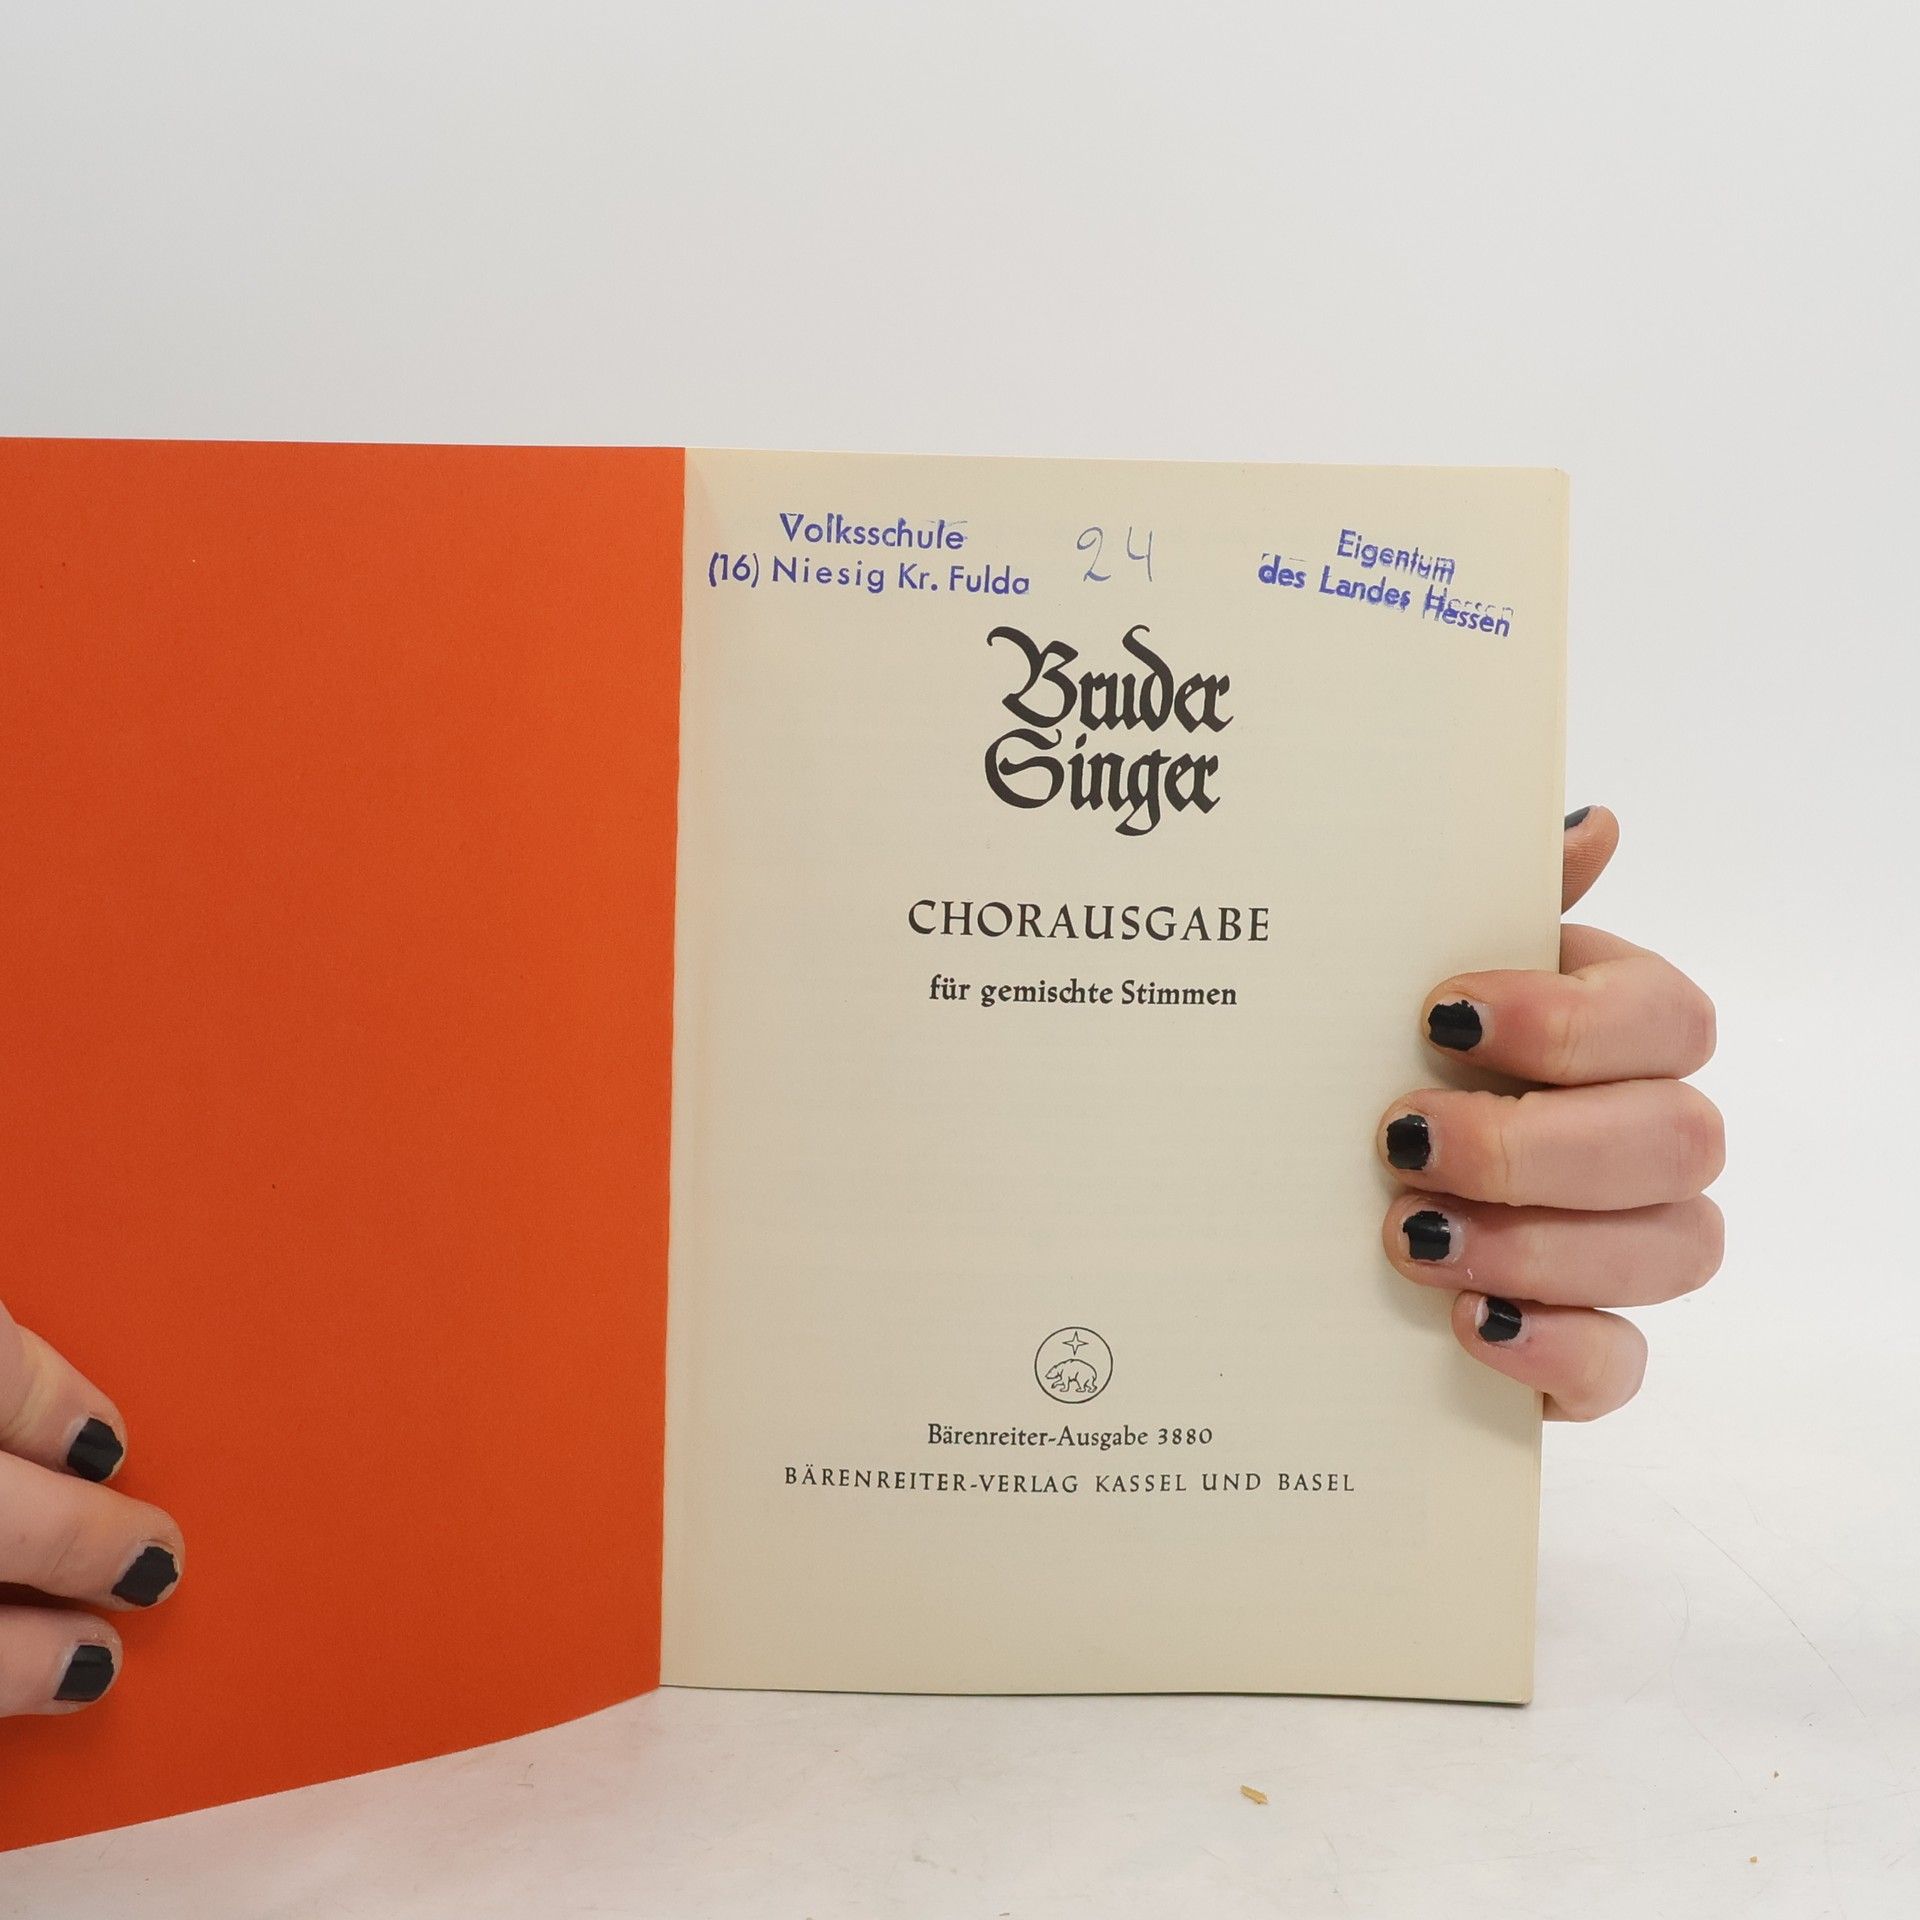 Volksschule
(16) Niesig Kr. Fulda
24
Eigentum
des Landes Hessen
Bruder
Singer
CHORAUSGABE
für gemischte Stimmen
Bärenreiter-Ausgabe 3880
BÄRENREITER-VERLAG KASSEL UND BASEL